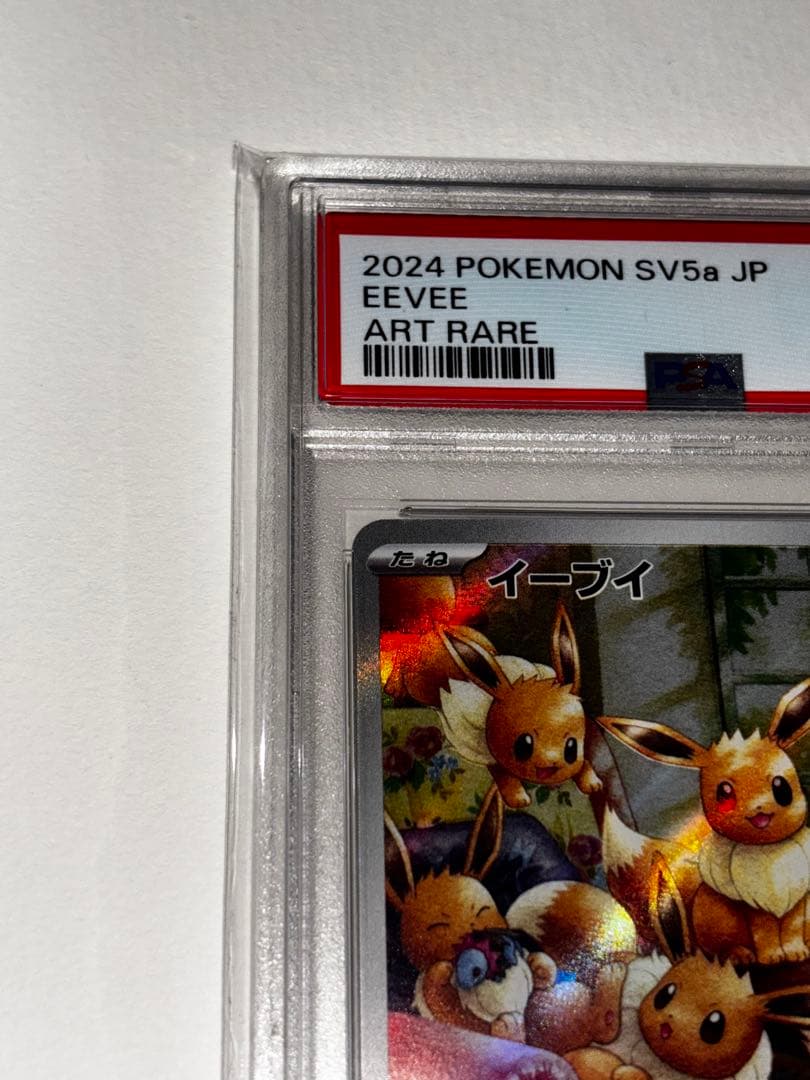 2024 POKEMON SV5a JP
EEVEE
ART RARE
PSA
たね
イーブイ